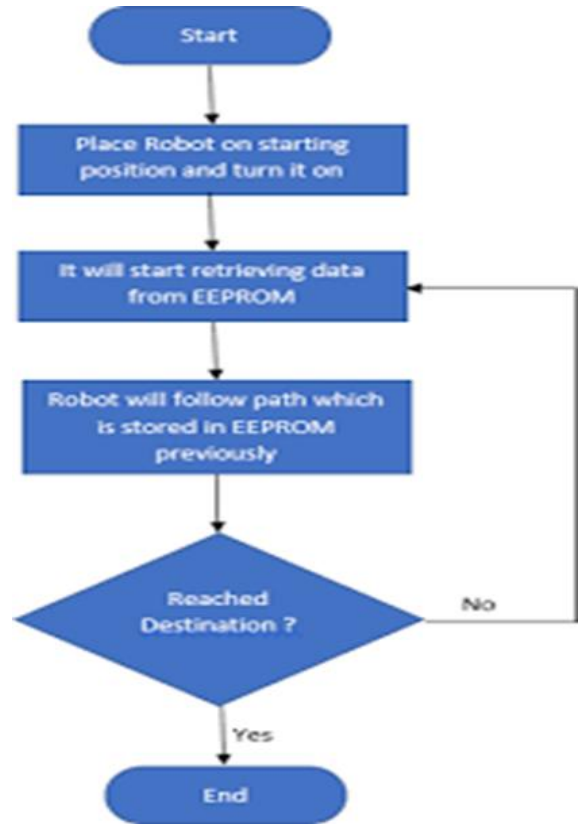 Start
Place Robot on starting
position and turn it on
It will start retrieving data
from EEPROM
Robot will follow path which
is stored in EEPROM
previously
Reached
Destination ?
No
Yes
End